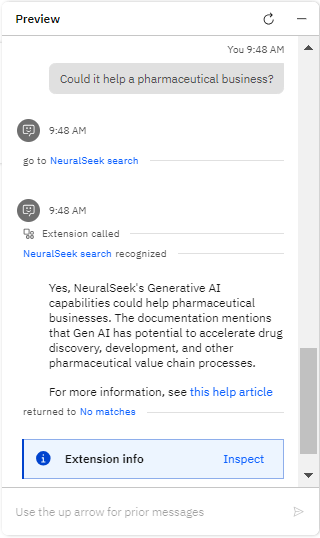 Preview
You 9:48 AM
Could it help a pharmaceutical business?
9:48 AM
go to NeuralSeek search
9:48 AM
Extension called
NeuralSeek search recognized
Yes, NeuralSeek's Generative AI
capabilities could help pharmaceutical
businesses. The documentation mentions
that Gen AI has potential to accelerate drug
discovery, development, and other
pharmaceutical value chain processes.
For more information, see this help article
returned to No matches
Extension info Inspect
Use the up arrow for prior messages